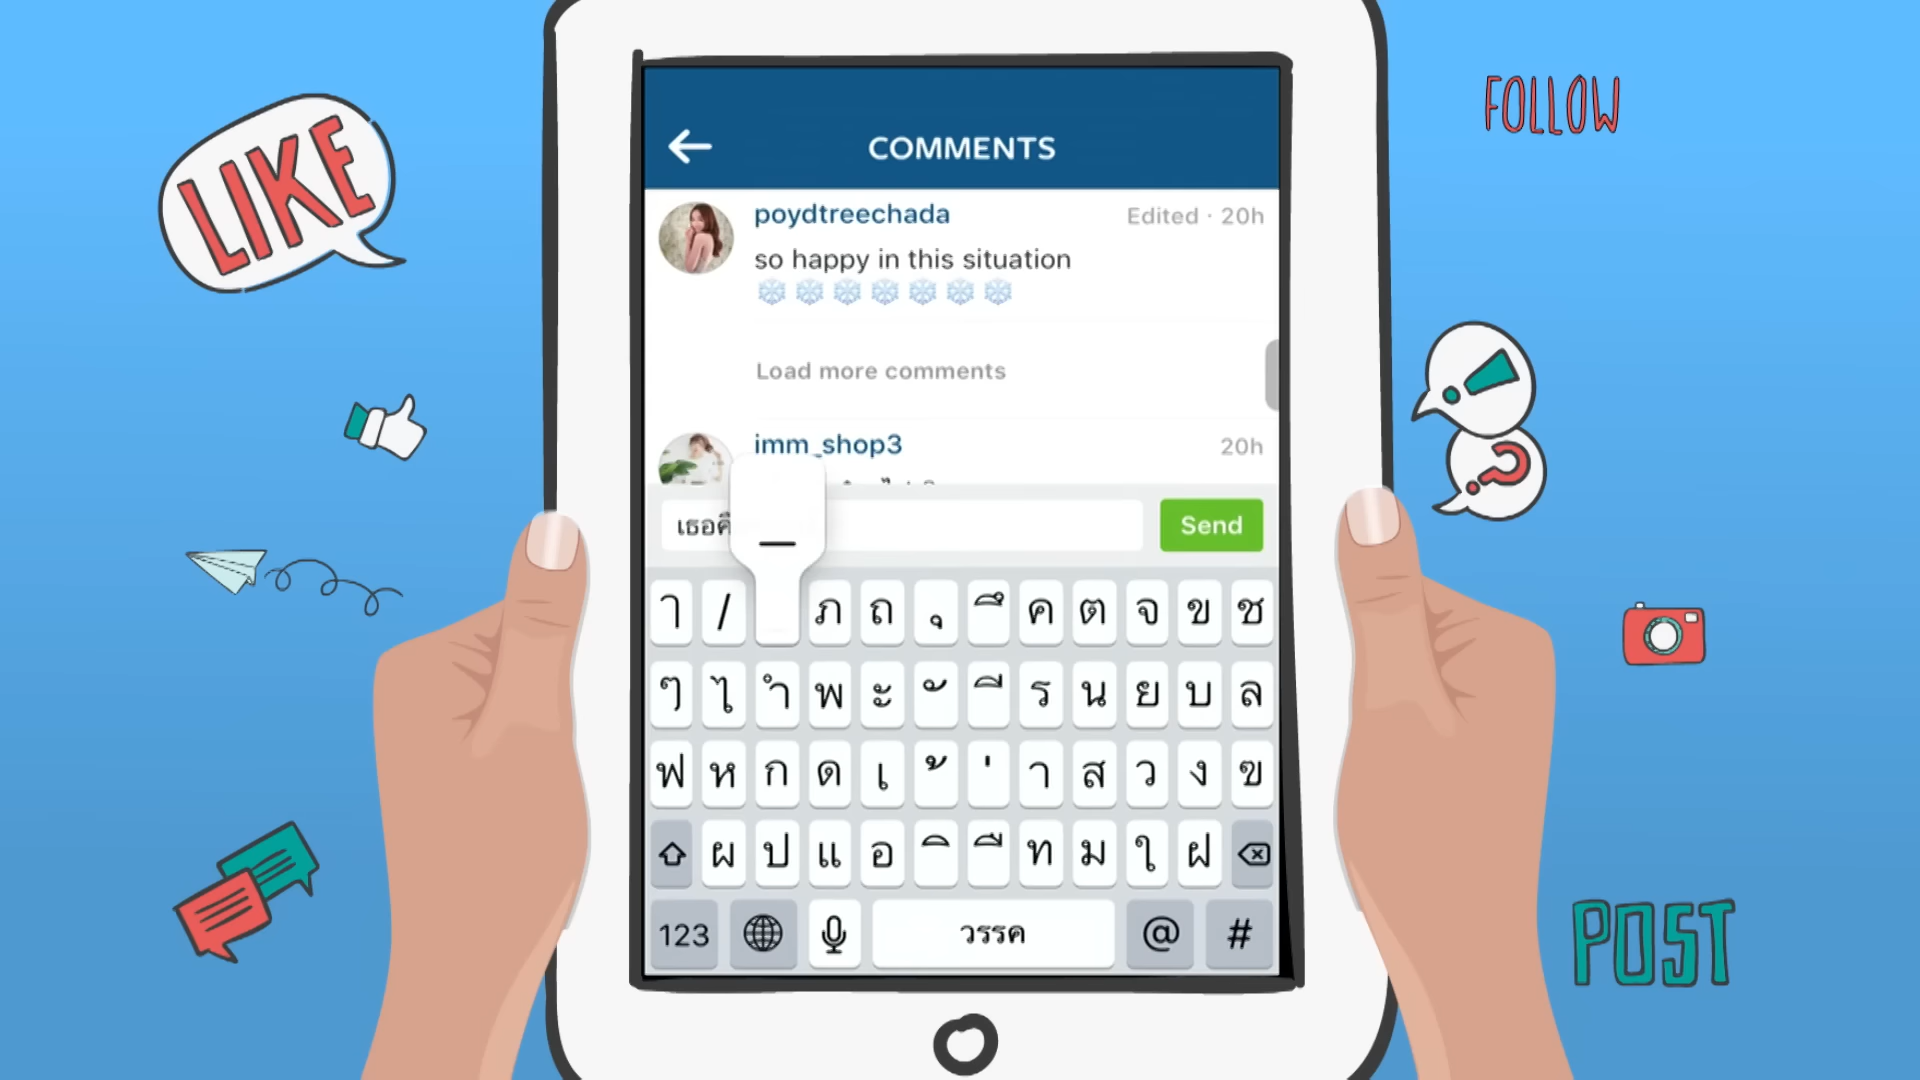 LIKE
FOLLOW
COMMENTS
poydtreechada
Edited · 20h
so happy in this situation
Load more comments
imm_shop3
20h
Send
ๅ / _ ภ ถ ุ ึ ค ต จ ข ช
ๆ ไ ำ พ ะ ั ี ร น ย บ ล
ฟ ห ก ด เ ้ ่ า ส ว ง ฃ
ผ ป แ อ ิ ื ท ม ใ ฝ
123 วรรค @ #
POST